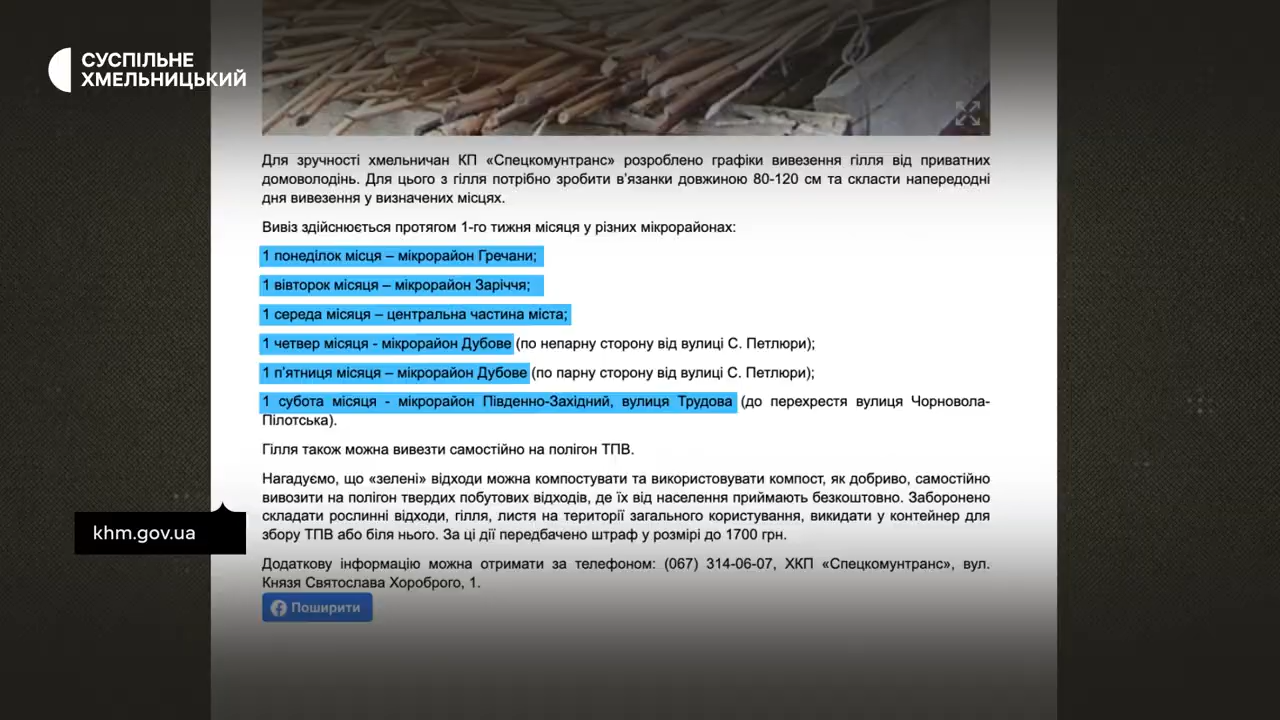 СУСПІЛЬНЕ
ХМЕЛЬНИЦЬКИЙ
Для зручності хмельничан КП «Спецкомунтранс» розроблено графіки вивезення гілля від приватних
домоволодінь. Для цього з гілля потрібно зробити в’язанки довжиною 80-120 см та скласти напередодні
дня вивезення у визначених місцях.
Вивіз здійснюється протягом 1-го тижня місяця у різних мікрорайонах:
1 понеділок місця – мікрорайон Гречани;
1 вівторок місяця – мікрорайон Заріччя;
1 середа місяця – центральна частина міста;
1 четвер місяця - мікрорайон Дубове (по непарну сторону від вулиці С. Петлюри);
1 п’ятниця місяця – мікрорайон Дубове (по парну сторону від вулиці С. Петлюри);
1 субота місяця - мікрорайон Південно-Західний, вулиця Трудова (до перехрестя вулиця Чорновола-
Пілотська).
Гілля також можна вивезти самостійно на полігон ТПВ.
Нагадуємо, що «зелені» відходи можна компостувати та використовувати компост, як добриво, самостійно
вивозити на полігон твердих побутових відходів, де їх від населення приймають безкоштовно. Заборонено
складати рослинні відходи, гілля, листя на території загального користування, викидати у контейнер для
збору ТПВ або біля нього. За ці дії передбачено штраф у розмірі до 1700 грн.
khm.gov.ua
Додаткову інформацію можна отримати за телефоном: (067) 314-06-07, ХКП «Спецкомунтранс», вул.
Князя Святослава Хороброго, 1.
Поширити